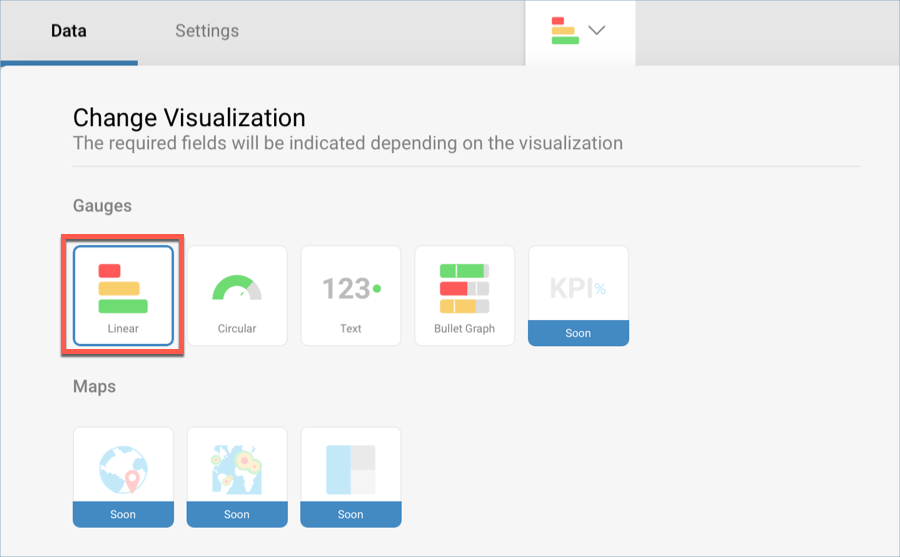 Data Settings
Change Visualization
The required fields will be indicated depending on the visualization
Gauges
123 KPI%
Linear Circular Text Bullet Graph Soon
Maps
Soon Soon Soon